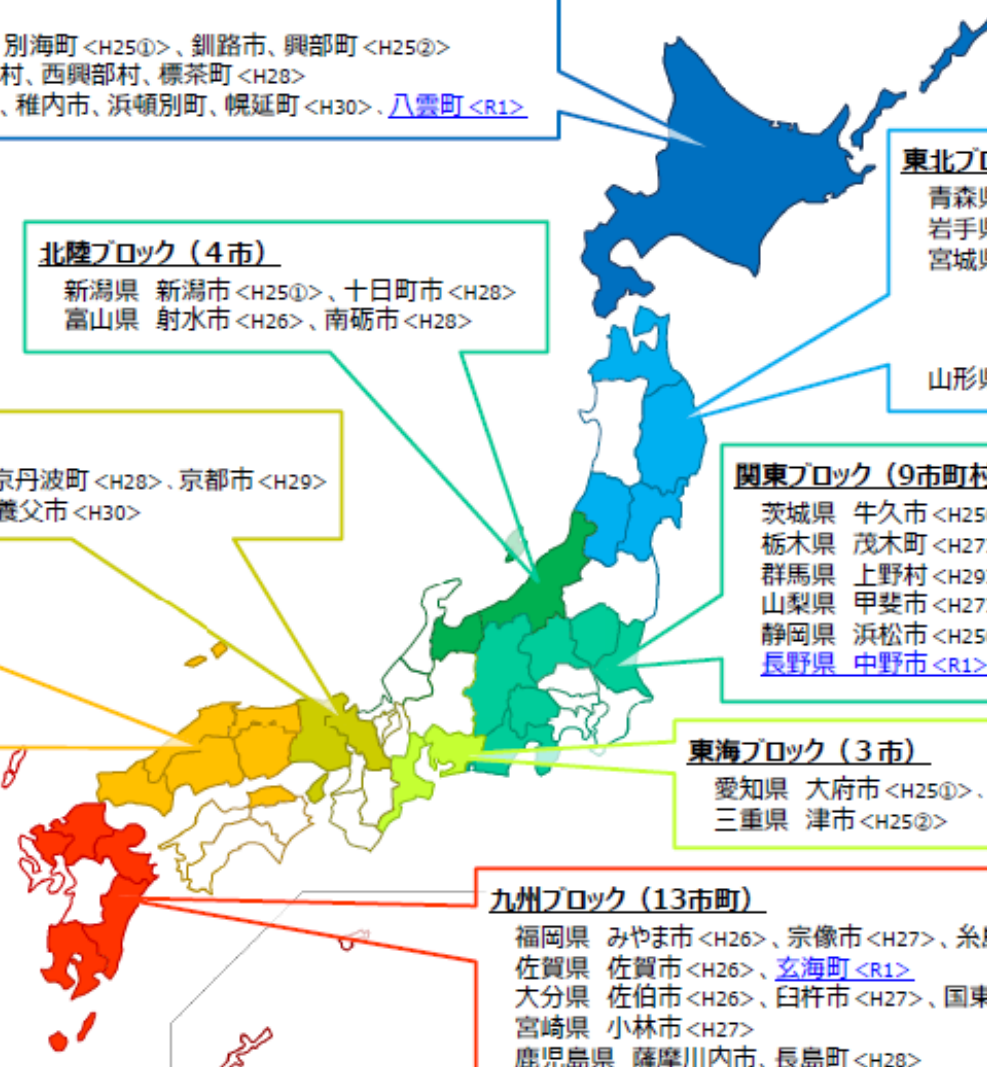 別海町<H25①>、釧路市、興部町<H25②>
村、西興部村、標茶町<H28>
、稚内市、浜頓別町、幌延町<H30>、八雲町<R1>
東北ブロ
青森県
岩手県
宮城県
山形県
北陸ブロック（４市）
新潟県 新潟市<H25①>、十日町市<H28>
富山県 射水市<H26>、南砺市<H28>
京丹波町<H28>、京都市<H29>
養父市<H30>
関東ブロック（9市町村
茨城県 牛久市<H25
栃木県 茂木町<H27
群馬県 上野村<H29
山梨県 甲斐市<H27
静岡県 浜松市<H25
長野県 中野市<R1>
東海ブロック（３市）
愛知県 大府市<H25①>、
三重県 津市<H25②>
九州ブロック（13市町）
福岡県 みやま市<H26>、宗像市<H27>、糸島
佐賀県 佐賀市<H26>、玄海町<R1>
大分県 佐伯市<H26>、臼杵市<H27>、国東
宮崎県 小林市<H27>
鹿児島県 薩摩川内市、長島町<H28>